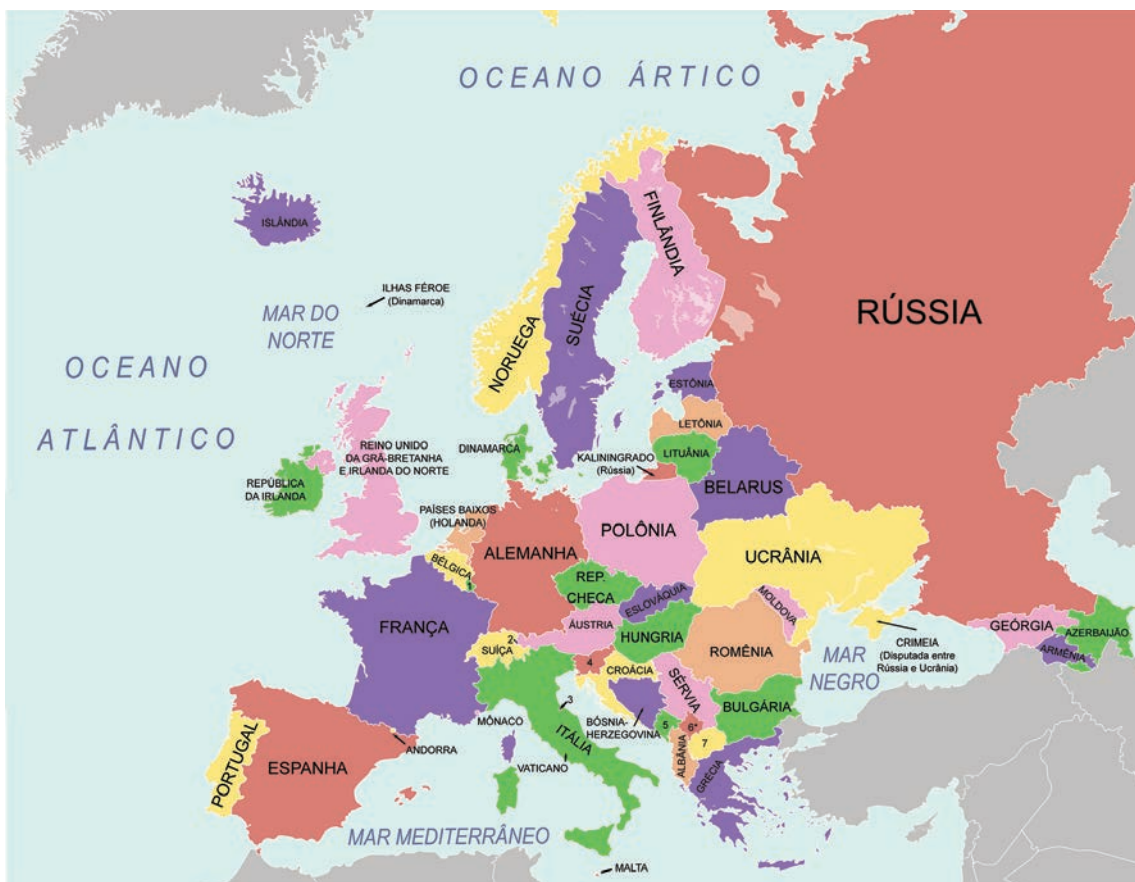 OCEANO ÁRTICO
ISLÂNDIA
ILHAS FÉROE
(Dinamarca)
MAR DO
NORTE
OCEANO
ATLÂNTICO
NORUEGA
SUÉCIA
FINLÂNDIA
RÚSSIA
ESTÔNIA
LETÔNIA
LITUÂNIA
KALININGRADO
(Rússia)
BELARUS
DINAMARCA
REINO UNIDO
DA GRÃ-BRETANHA
E IRLANDA DO NORTE
REPÚBLICA
DA IRLANDA
PAÍSES BAIXOS
(HOLANDA)
BÉLGICA
1
ALEMANHA
POLÔNIA
UCRÂNIA
REP.
CHECA
ESLOVÁQUIA
MOLDOVA
FRANÇA
2
SUÍÇA
ÁUSTRIA
HUNGRIA
ROMÊNIA
CRIMEIA
(Disputada entre
Rússia e Ucrânia)
GEÓRGIA
AZERBAIJÃO
ARMÊNIA
MAR
NEGRO
4
CROÁCIA
SÉRVIA
BULGÁRIA
3
BÓSNIA-
HERZEGOVINA
5
6*
7
ALBÂNIA
GRÉCIA
MÔNACO
ITÁLIA
VATICANO
ANDORRA
PORTUGAL
ESPANHA
MAR MEDITERRÂNEO
MALTA